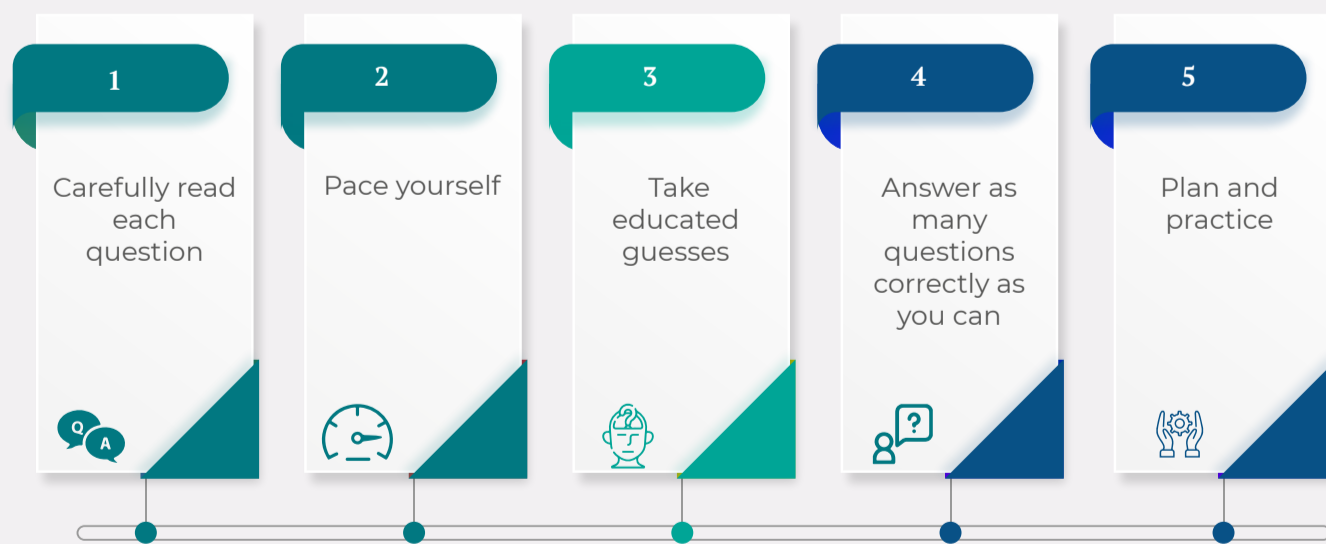 1
Carefully read
each
question
Q
A
2
Pace yourself
3
Take
educated
guesses
?
4
Answer as
many
questions
correctly as
you can
?
5
Plan and
practice